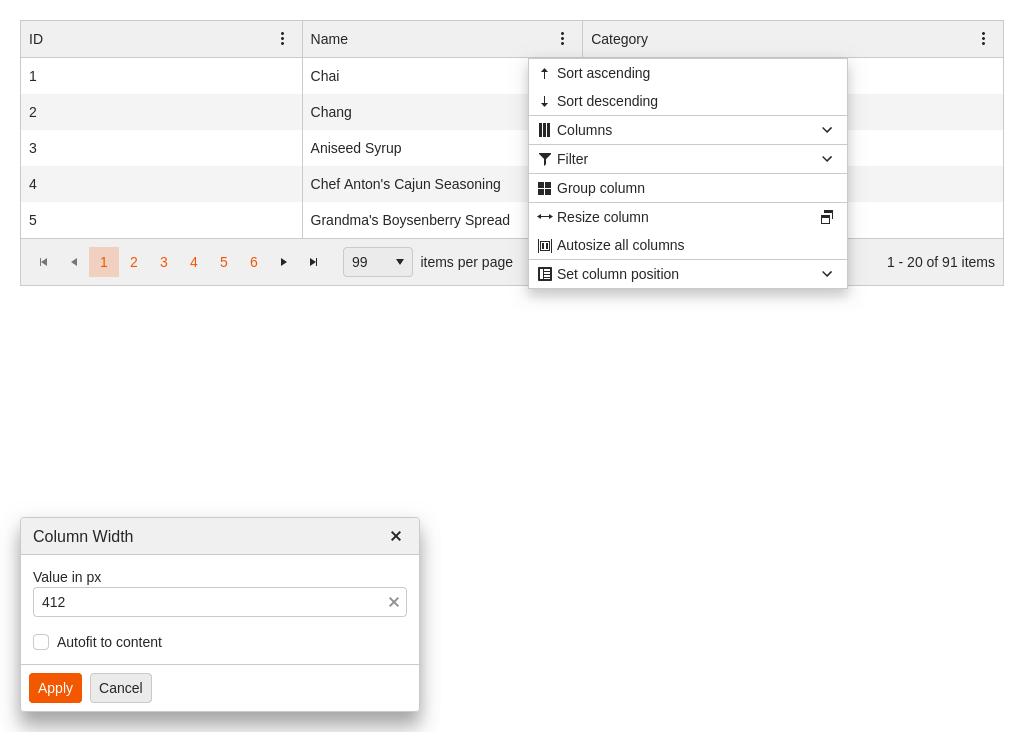 ID Name Category
1 Chai
2 Chang
3 Aniseed Syrup
4 Chef Anton's Cajun Seasoning
5 Grandma's Boysenberry Spread
Sort ascending
Sort descending
Columns
Filter
Group column
Resize column
Autosize all columns
Set column position
1 2 3 4 5 6 99 items per page 1 - 20 of 91 items
Column Width
Value in px
412
Autofit to content
Apply Cancel